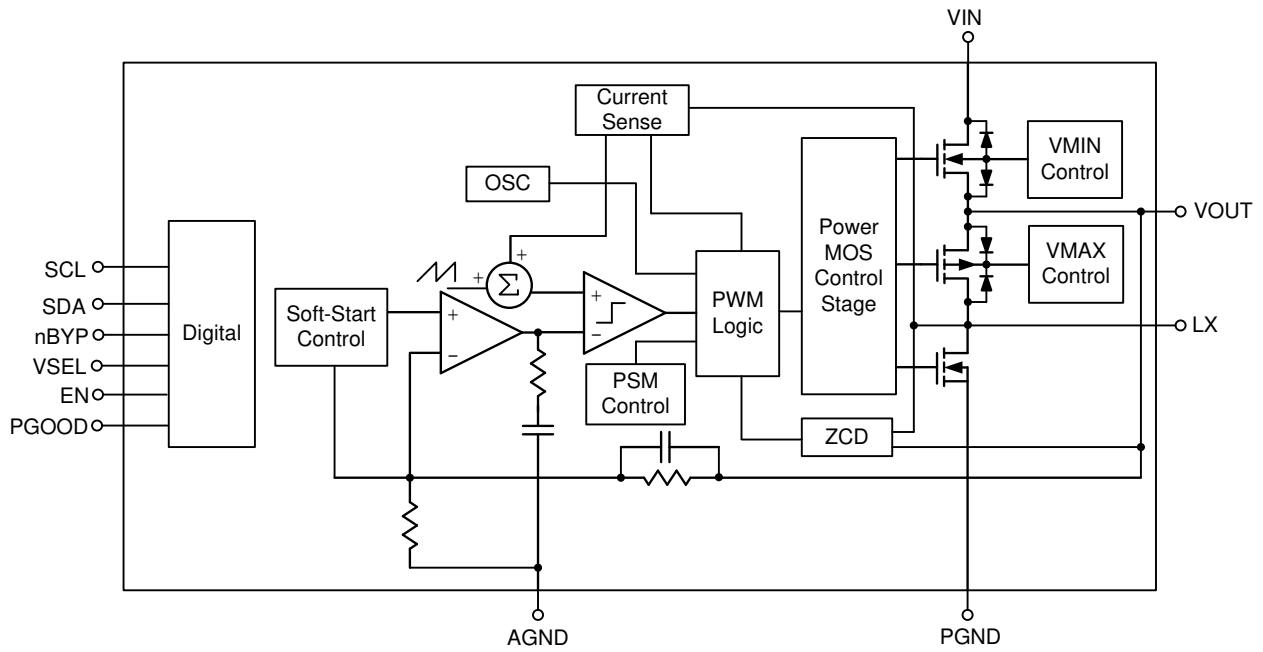 VIN
Current
Sense
VMIN
Control
OSC
VOUT
Power
MOS
Control
Stage
VMAX
Control
SCL
SDA
nBYP
VSEL
EN
PGOOD
Digital
Soft-Start
Control
+
−
+
+
Σ
+
−
PWM
Logic
LX
PSM
Control
ZCD
AGND
PGND